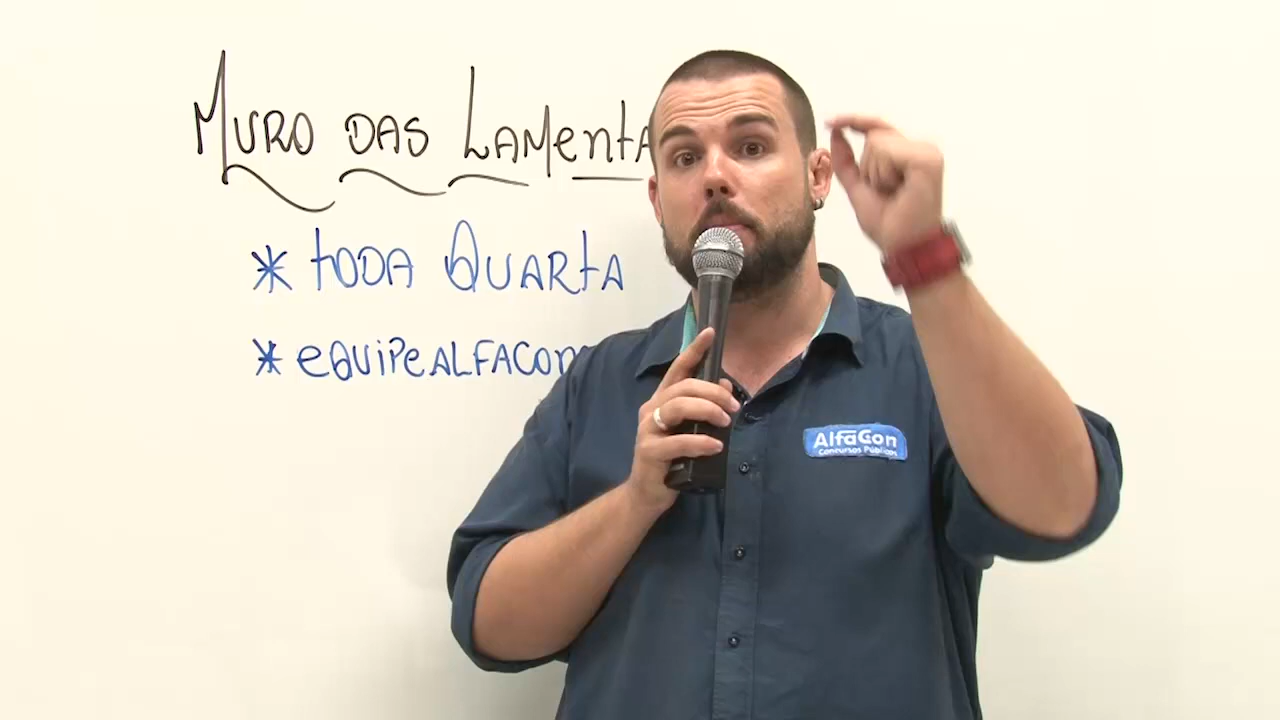 MURO DAS LAMENTA
* TODA QUARTA
* EQUIPEALFACON
AlfaCon
Concursos Públicos